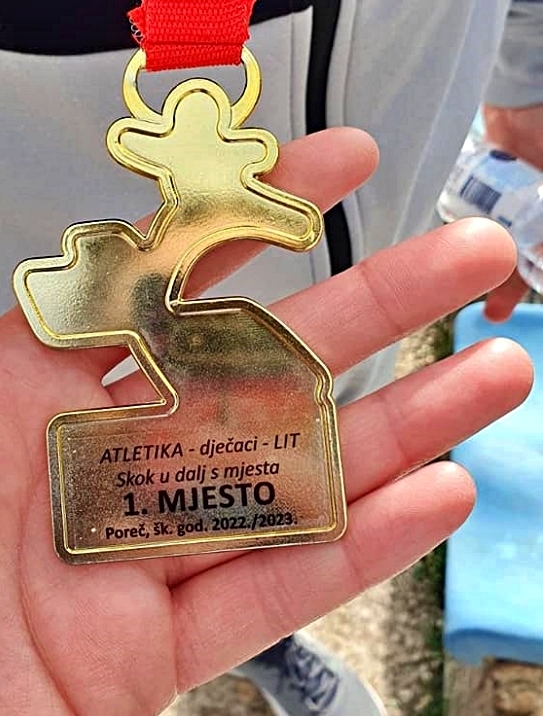 ATLETIKA - dječaci - LIT
Skok u dalj s mjesta
1. MJESTO
Poreč, šk. god. 2022./2023.